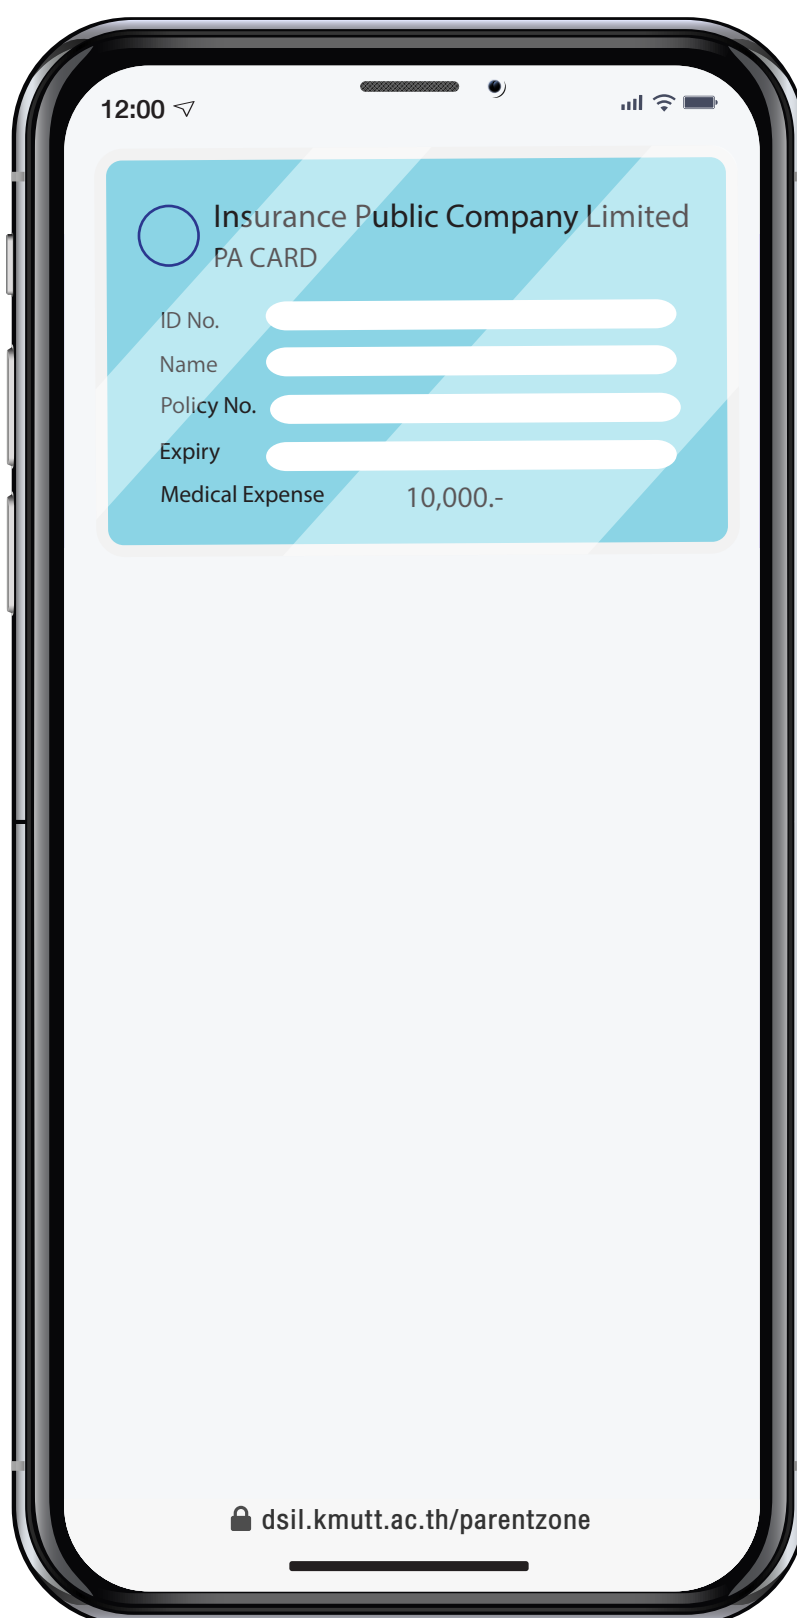 12:00
Insurance Public Company Limited
PA CARD
ID No.
Name
Policy No.
Expiry
Medical Expense 10,000.-
dsil.kmutt.ac.th/parentzone